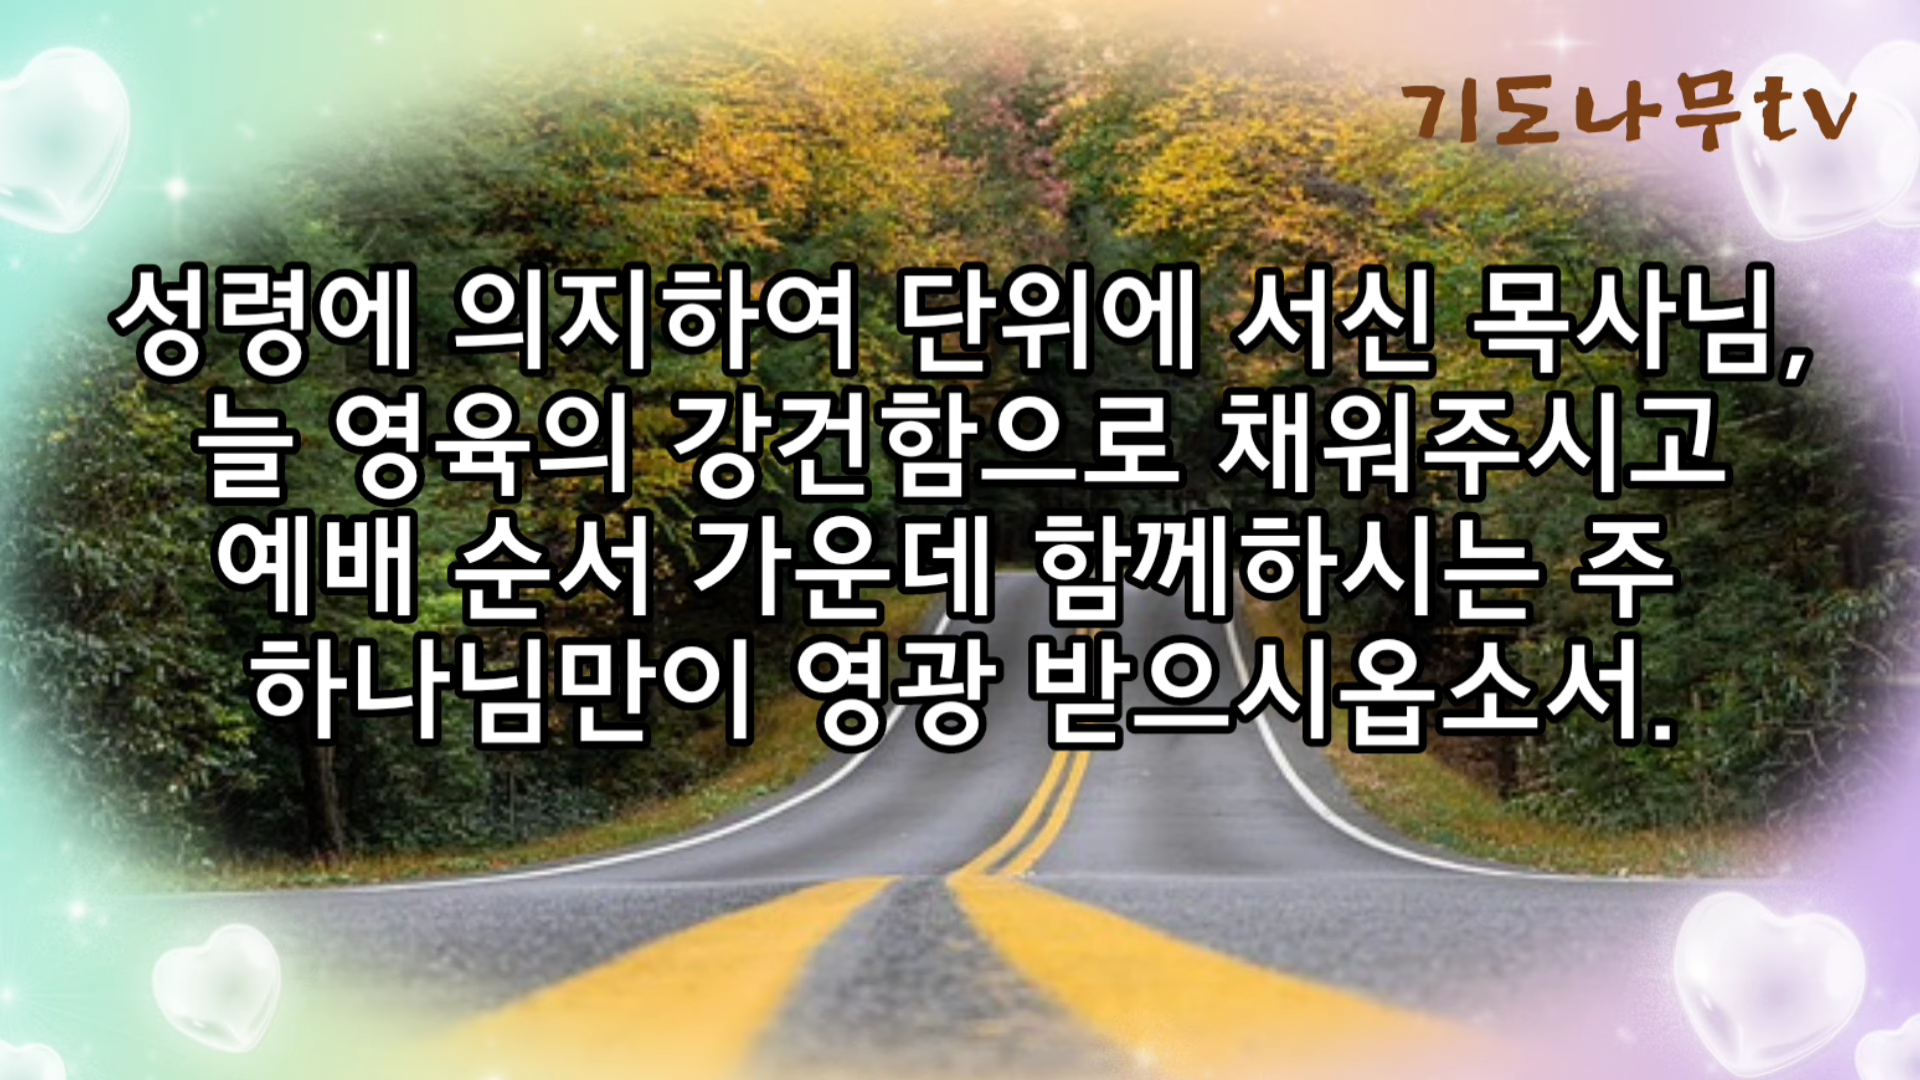 기도나무tv
성령에 의지하여 단위에 서신 목사님,
늘 영육의 강건함으로 채워주시고
예배 순서 가운데 함께하시는 주
하나님만이 영광 받으시옵소서.